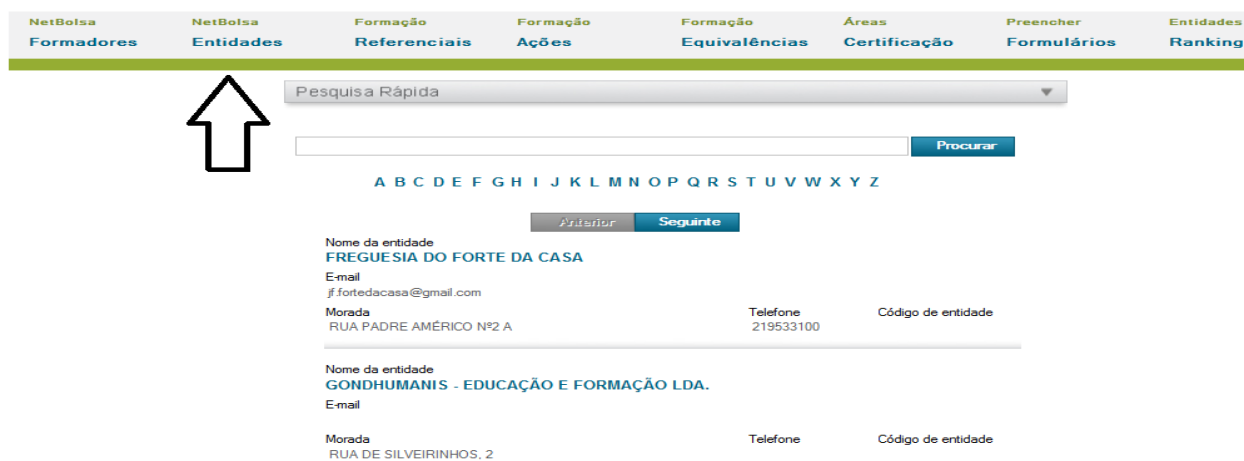 NetBolsa NetBolsa Formação Formação Formação Áreas Preencher Entidades
Formadores Entidades Referenciais Ações Equivalências Certificação Formulários Ranking
Pesquisa Rápida
Procurar
A B C D E F G H I J K L M N O P Q R S T U V W X Y Z
Anterior Seguinte
Nome da entidade
FREGUESIA DO FORTE DA CASA
E-mail
jf.fortedacasa@gmail.com
Morada Telefone Código de entidade
RUA PADRE AMÉRICO Nº2 A 219533100
Nome da entidade
GONDHUMANIS - EDUCAÇÃO E FORMAÇÃO LDA.
E-mail
Morada Telefone Código de entidade
RUA DE SILVEIRINHOS, 2